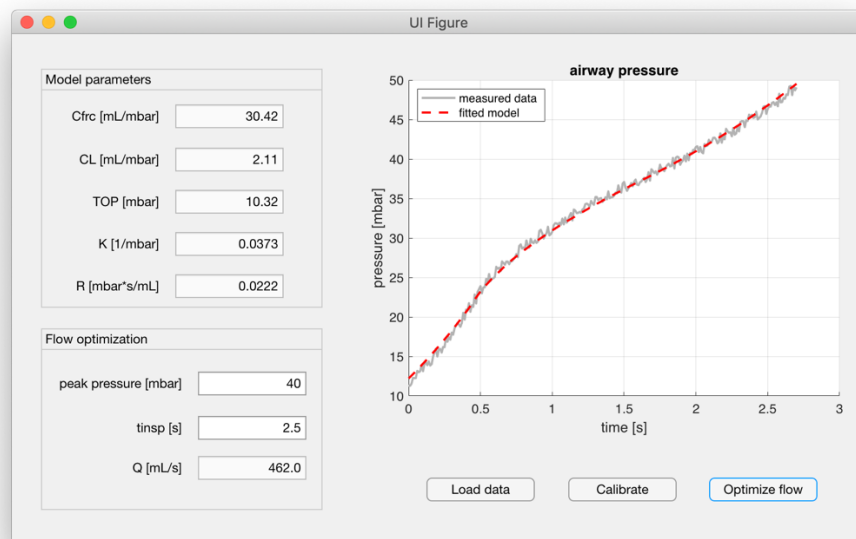 UI Figure
Model parameters
Cfrc [mL/mbar] 30.42
CL [mL/mbar] 2.11
TOP [mbar] 10.32
K [1/mbar] 0.0373
R [mbar*s/mL] 0.0222
Flow optimization
peak pressure [mbar] 40
tinsp [s] 2.5
Q [mL/s] 462.0
airway pressure
measured data
fitted model
pressure [mbar]
50
45
40
35
30
25
20
15
10
0 0.5 1 1.5 2 2.5 3
time [s]
Load data Calibrate Optimize flow